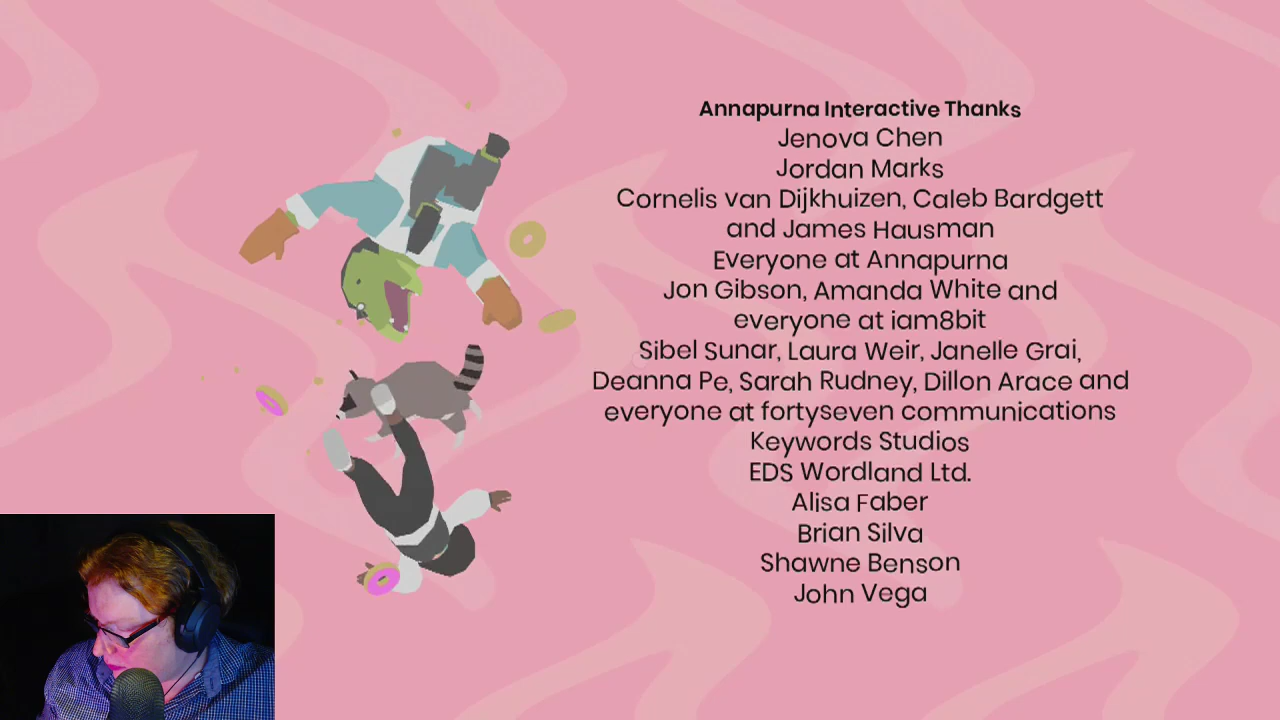 Annapurna Interactive Thanks
Jenova Chen
Jordan Marks
Cornelis van Dijkhuizen, Caleb Bardgett
and James Hausman
Everyone at Annapurna
Jon Gibson, Amanda White and
everyone at iam8bit
Sibel Sunar, Laura Weir, Janelle Grai,
Deanna Pe, Sarah Rudney, Dillon Arace and
everyone at fortyseven communications
Keywords Studios
EDS Wordland Ltd.
Alisa Faber
Brian Silva
Shawne Benson
John Vega